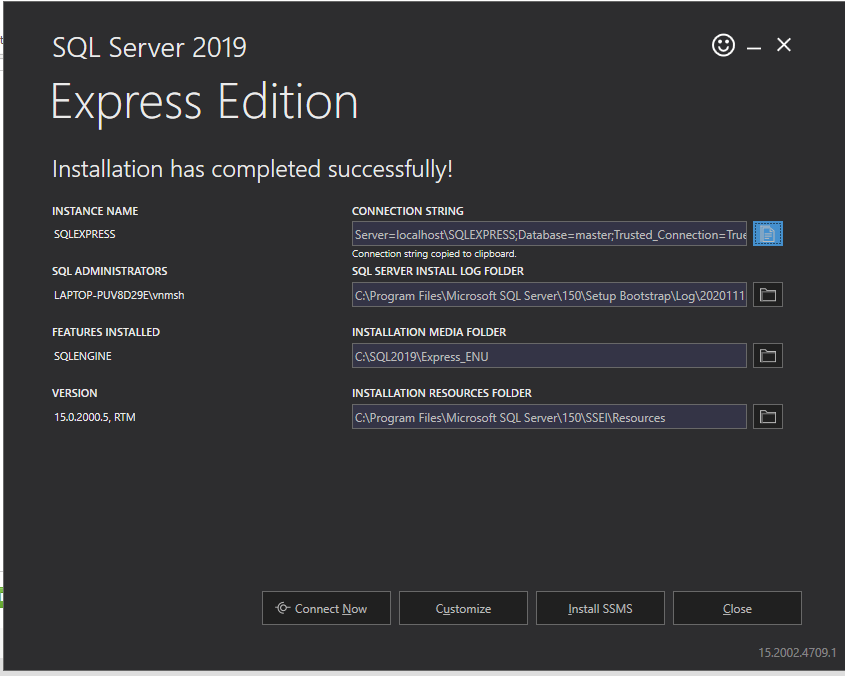 SQL Server 2019
Express Edition
Installation has completed successfully!
INSTANCE NAME
SQLEXPRESS
CONNECTION STRING
Server=localhost\SQLEXPRESS;Database=master;Trusted_Connection=True
Connection string copied to clipboard.
SQL ADMINISTRATORS
LAPTOP-PUV8D29E\vnmsh
SQL SERVER INSTALL LOG FOLDER
C:\Program Files\Microsoft SQL Server\150\Setup Bootstrap\Log\2020111
FEATURES INSTALLED
SQLENGINE
INSTALLATION MEDIA FOLDER
C:\SQL2019\Express_ENU
VERSION
15.0.2000.5, RTM
INSTALLATION RESOURCES FOLDER
C:\Program Files\Microsoft SQL Server\150\SSEI\Resources
Connect Now
Customize
Install SSMS
Close
15.2002.4709.1